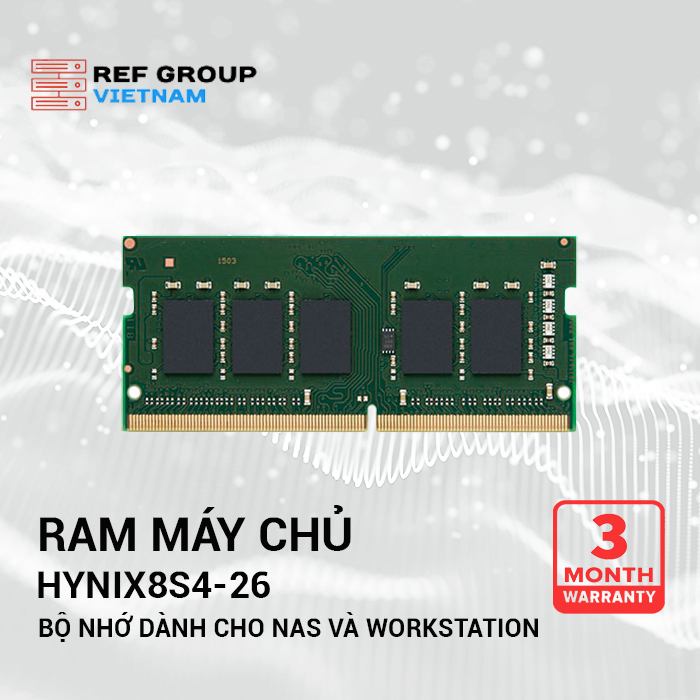 REF GROUP
VIETNAM
1503
RAM MÁY CHỦ
HYNIX8S4-26
BỘ NHỚ DÀNH CHO NAS VÀ WORKSTATION
3
MONTH
WARRANTY